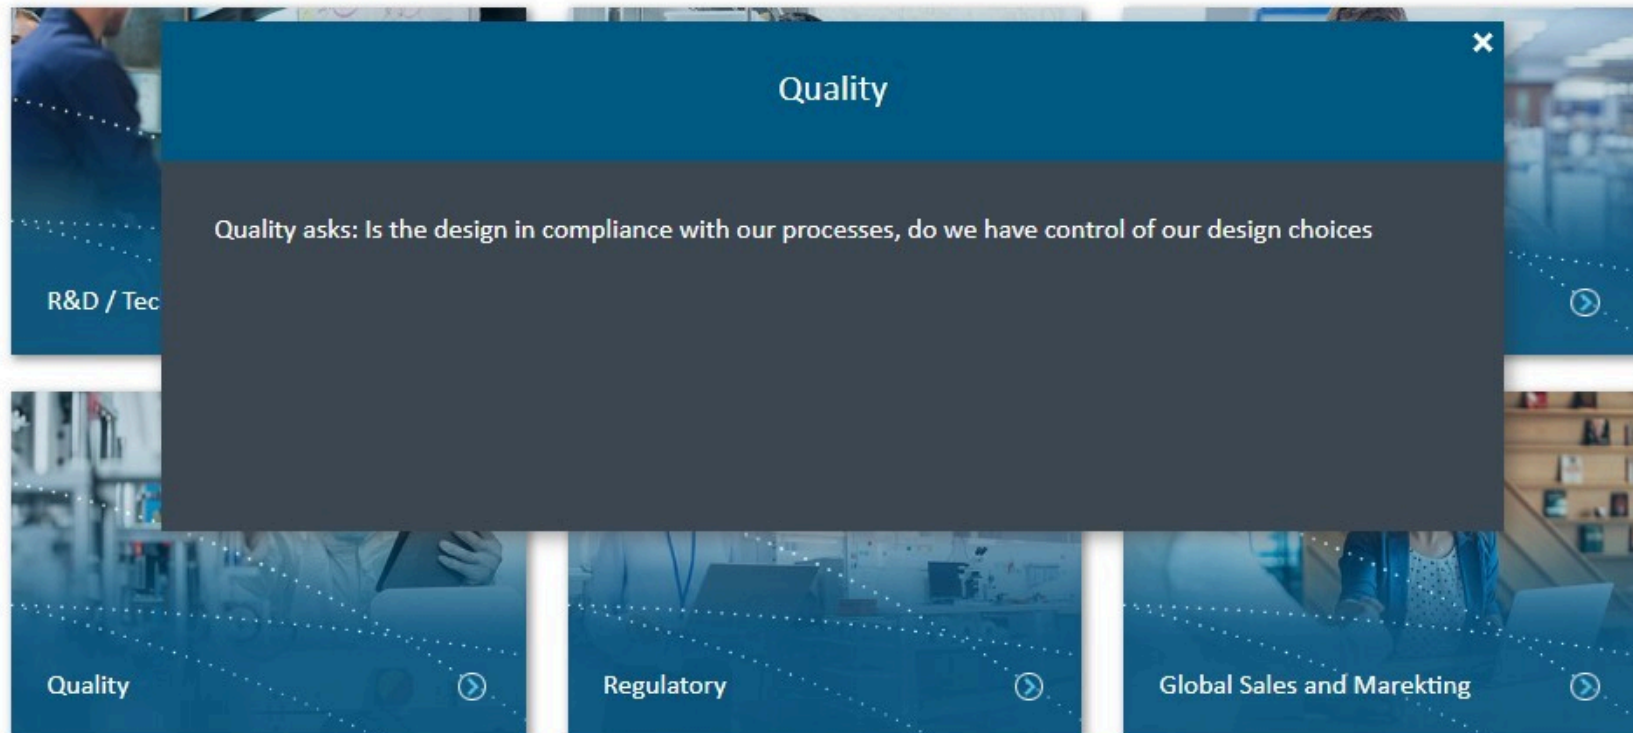 Quality
Quality asks: Is the design in compliance with our processes, do we have control of our design choices
R&D / Tec
Quality
Regulatory
Global Sales and Marekting